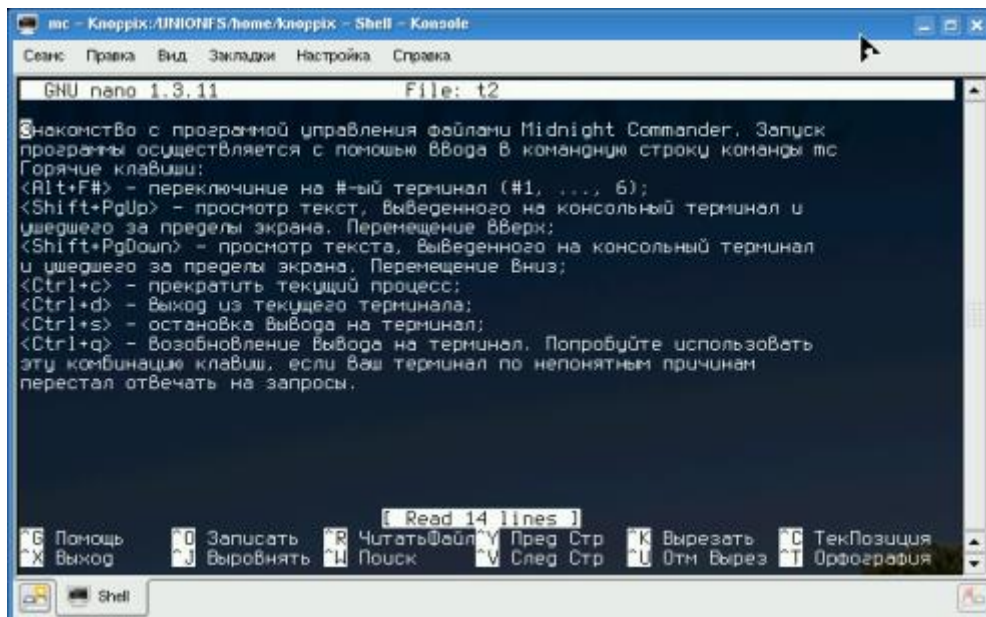 mc – Knoppix:/UNIONFS/home/knoppix – Shell – Konsole
Сеанс Правка Вид Закладки Настройка Справка
GNU nano 1.3.11 File: t2
Знакомство с программой управления файлами Midnight Commander. Запуск
программы осуществляется с помошью ввода в командную строку команды mc
Горячие клавиши:
<Alt+F#> – переключиние на #-ый терминал (#1, ..., 6);
<Shift+PgUp> – просмотр текст, выведенного на консольный терминал и
ушедшего за пределы экрана. Перемещение вверх;
<Shift+PgDown> – просмотр текста, выведенного на консольный терминал
и ушедшего за пределы экрана. Перемещение вниз;
<Ctrl+c> – прекратить текущий процесс;
<Ctrl+d> – выход из текущего терминала;
<Ctrl+s> – остановка вывода на терминал;
<Ctrl+q> – возобновление вывода на терминал. Попробуйте использовать
эту комбинацию клавиш, если ваш терминал по непонятным причинам
перестал отвечать на запросы.
[ Read 14 lines ]
^G Помощь ^O Записать ^R ЧитатьФайл ^Y Пред Стр ^K Вырезать ^C ТекПозиция
^X Выход ^J Выровнять ^W Поиск ^V След Стр ^U Отм Вырез ^T Орфография
Shell